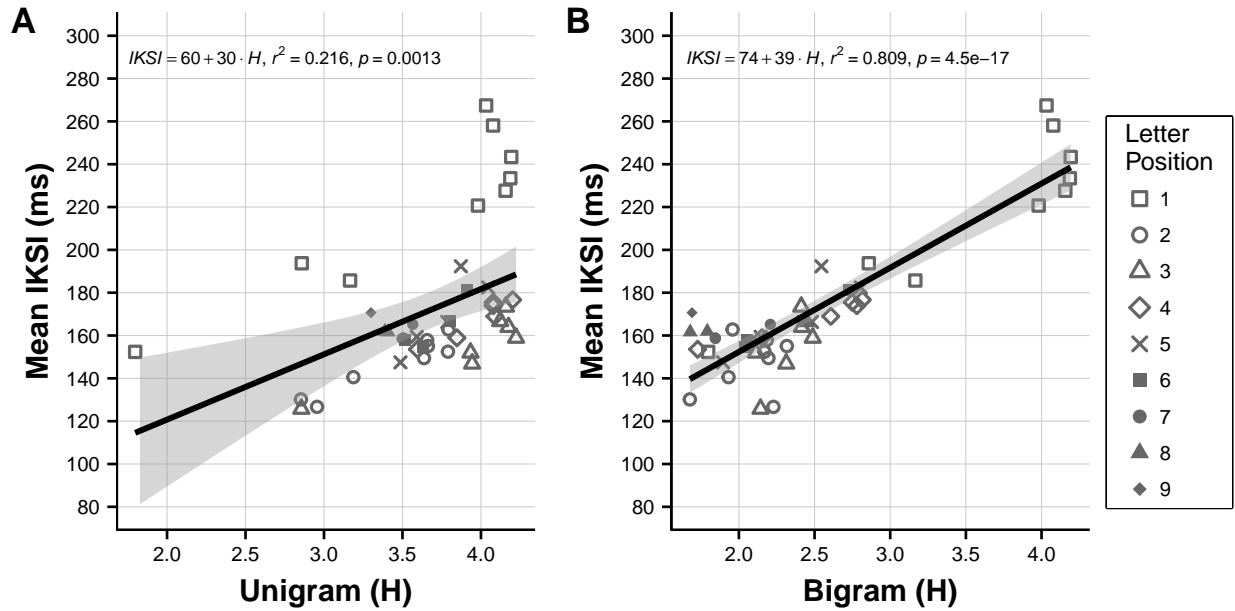 A
IKSI = 60 + 30 · H, r² = 0.216, p = 0.0013
Mean IKSI (ms)
300
280
260
240
220
200
180
160
140
120
100
80
2.0 2.5 3.0 3.5 4.0
Unigram (H)
B
IKSI = 74 + 39 · H, r² = 0.809, p = 4.5e−17
Mean IKSI (ms)
300
280
260
240
220
200
180
160
140
120
100
80
2.0 2.5 3.0 3.5 4.0
Bigram (H)
Letter
Position
1
2
3
4
5
6
7
8
9